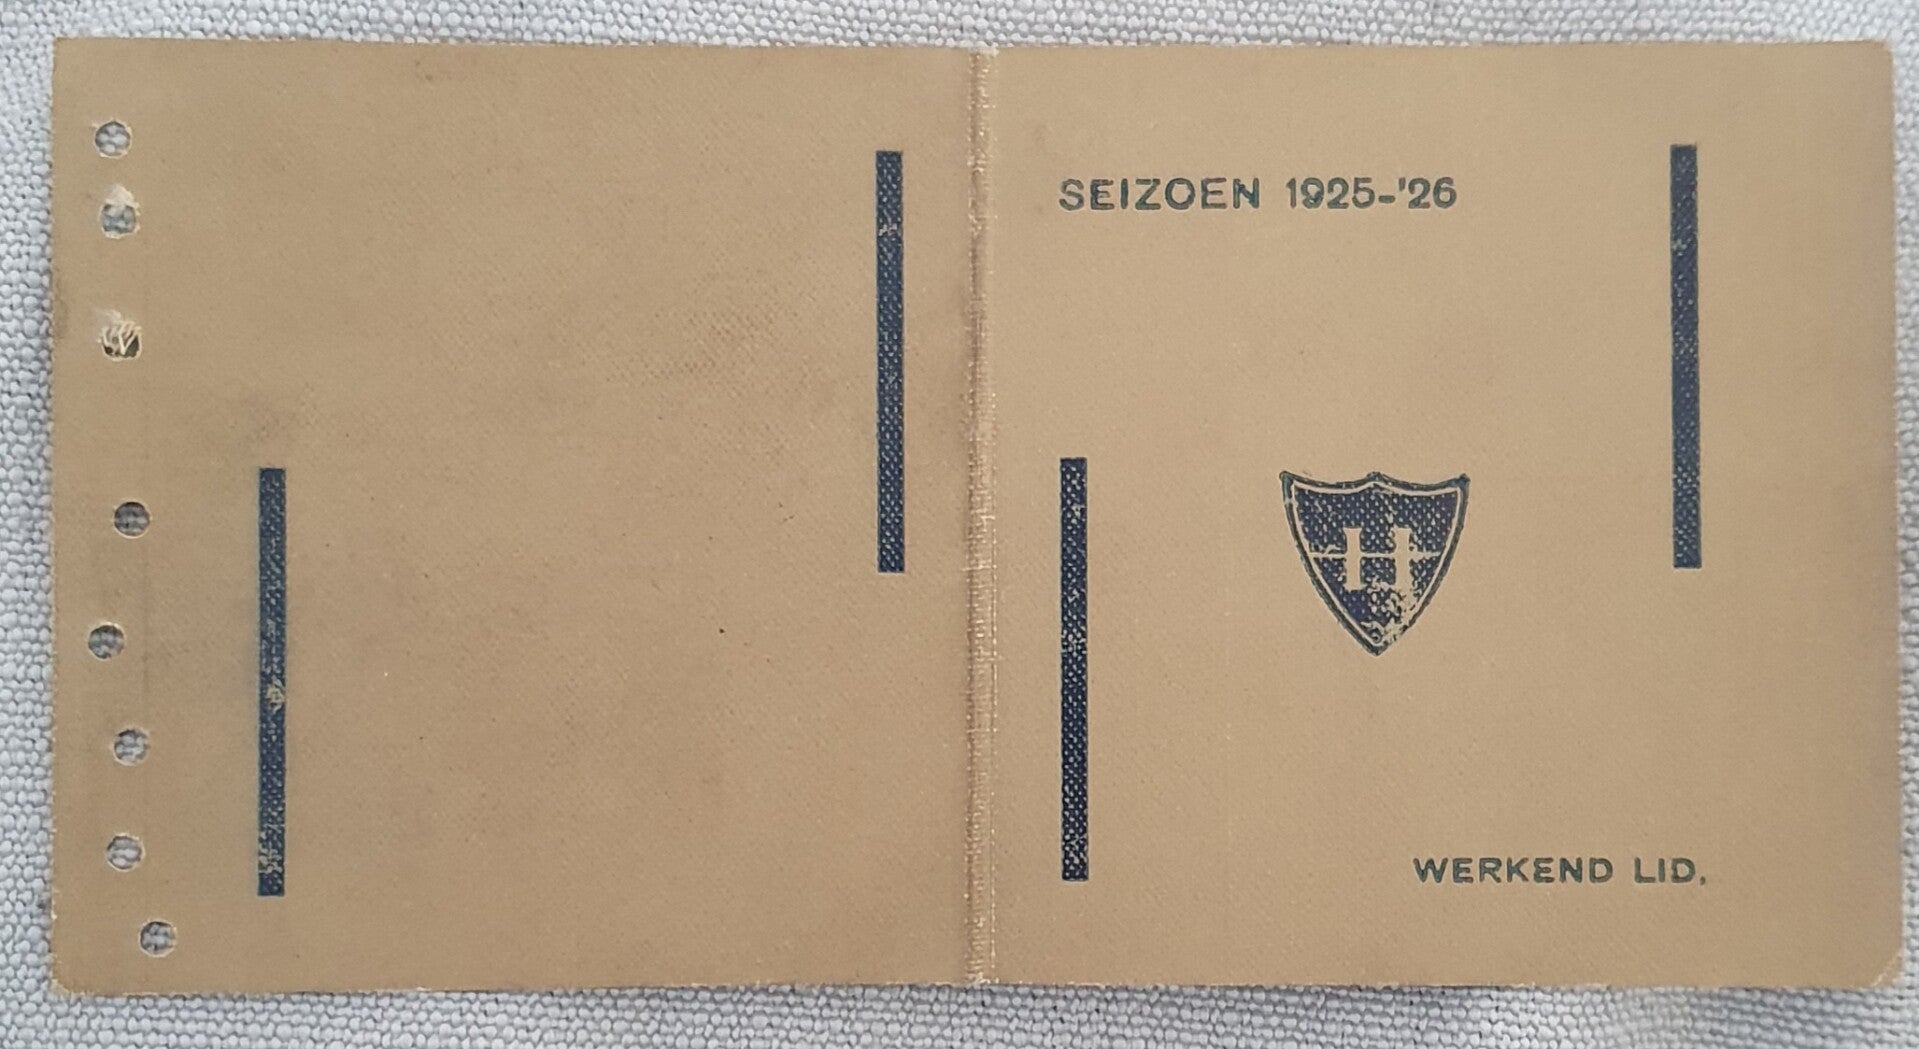 SEIZOEN 1925-'26
H
WERKEND LID.